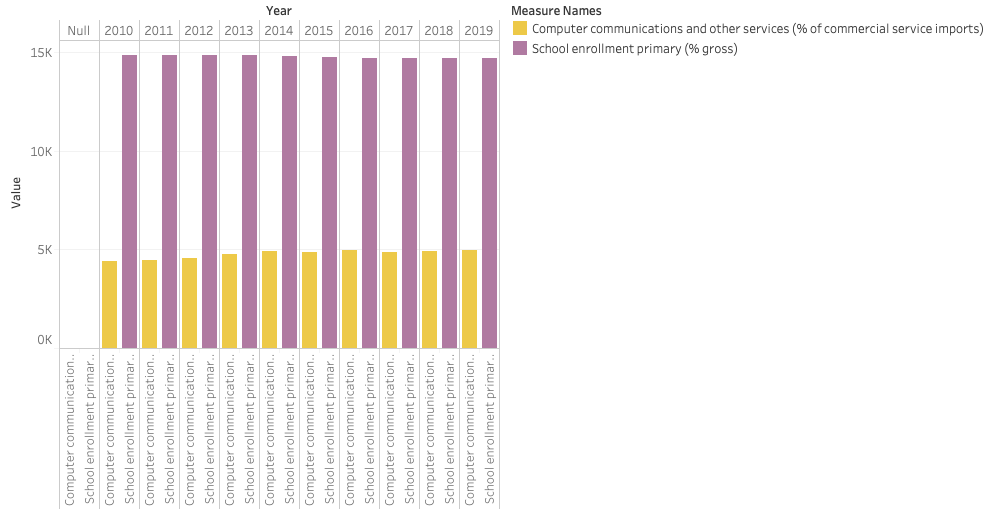 Year
Measure Names
Null 2010 2011 2012 2013 2014 2015 2016 2017 2018 2019
Computer communications and other services (% of commercial service imports)
School enrollment primary (% gross)
15K
10K
5K
0K
Value
Computer communication..
School enrollment primar..
Computer communication..
School enrollment primar..
Computer communication..
School enrollment primar..
Computer communication..
School enrollment primar..
Computer communication..
School enrollment primar..
Computer communication..
School enrollment primar..
Computer communication..
School enrollment primar..
Computer communication..
School enrollment primar..
Computer communication..
School enrollment primar..
Computer communication..
School enrollment primar..
Computer communication..
School enrollment primar..